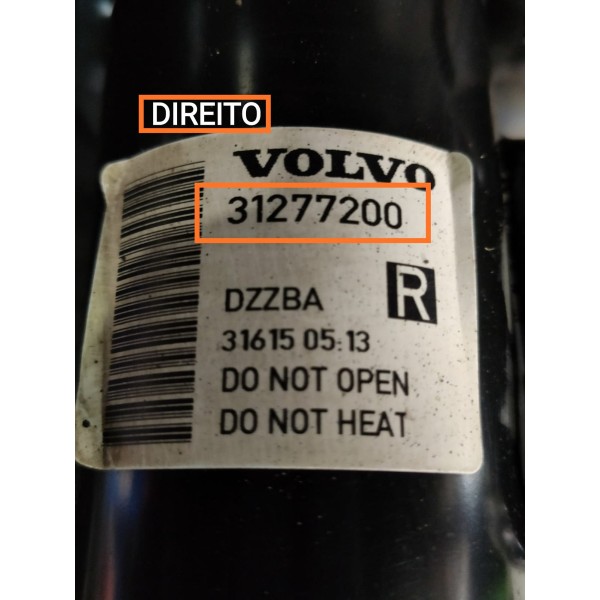 DIREITO
VOLVO
31277200
DZZBA
R
31615 05:13
DO NOT OPEN
DO NOT HEAT